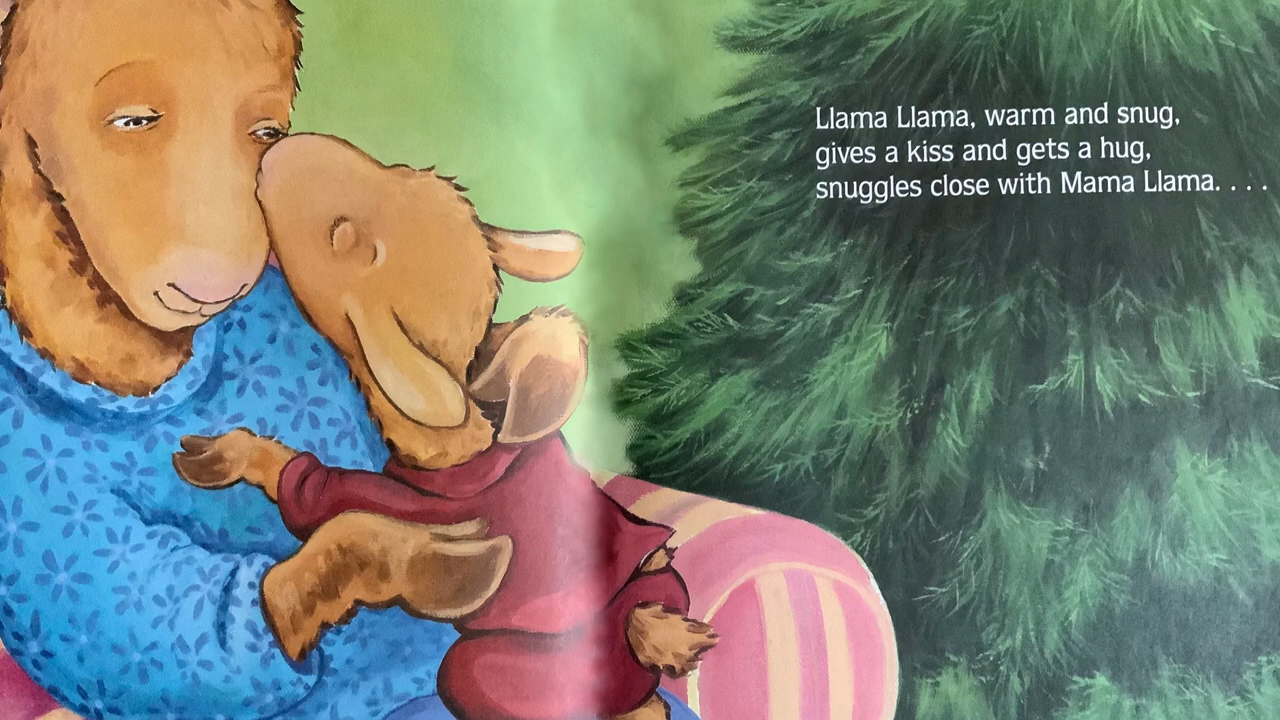 Llama Llama, warm and snug,
gives a kiss and gets a hug,
snuggles close with Mama Llama. . . .